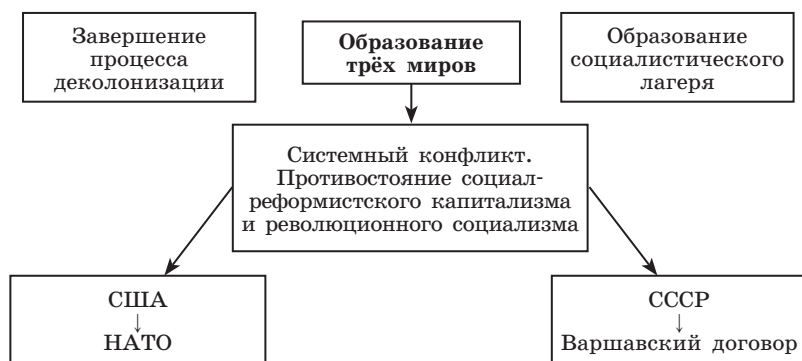 Завершение
процесса
деколонизации
Образование
трёх миров
Образование
социалистического
лагеря
Системный конфликт.
Противостояние социал-
реформистского капитализма
и революционного социализма
США
↓
НАТО
СССР
↓
Варшавский договор